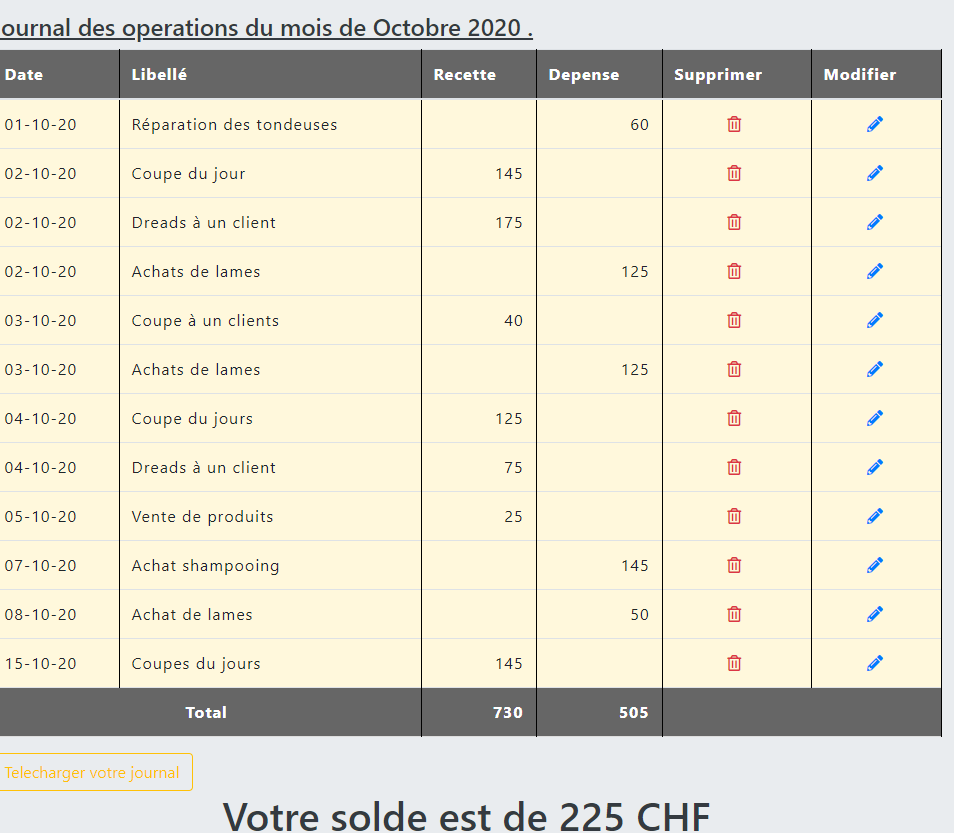 ournal des operations du mois de Octobre 2020 .
Date Libellé Recette Depense Supprimer Modifier
01-10-20 Réparation des tondeuses 60
02-10-20 Coupe du jour 145
02-10-20 Dreads à un client 175
02-10-20 Achats de lames 125
03-10-20 Coupe à un clients 40
03-10-20 Achats de lames 125
04-10-20 Coupe du jours 125
04-10-20 Dreads à un client 75
05-10-20 Vente de produits 25
07-10-20 Achat shampooing 145
08-10-20 Achat de lames 50
15-10-20 Coupes du jours 145
Total 730 505
Telecharger votre journal
Votre solde est de 225 CHF